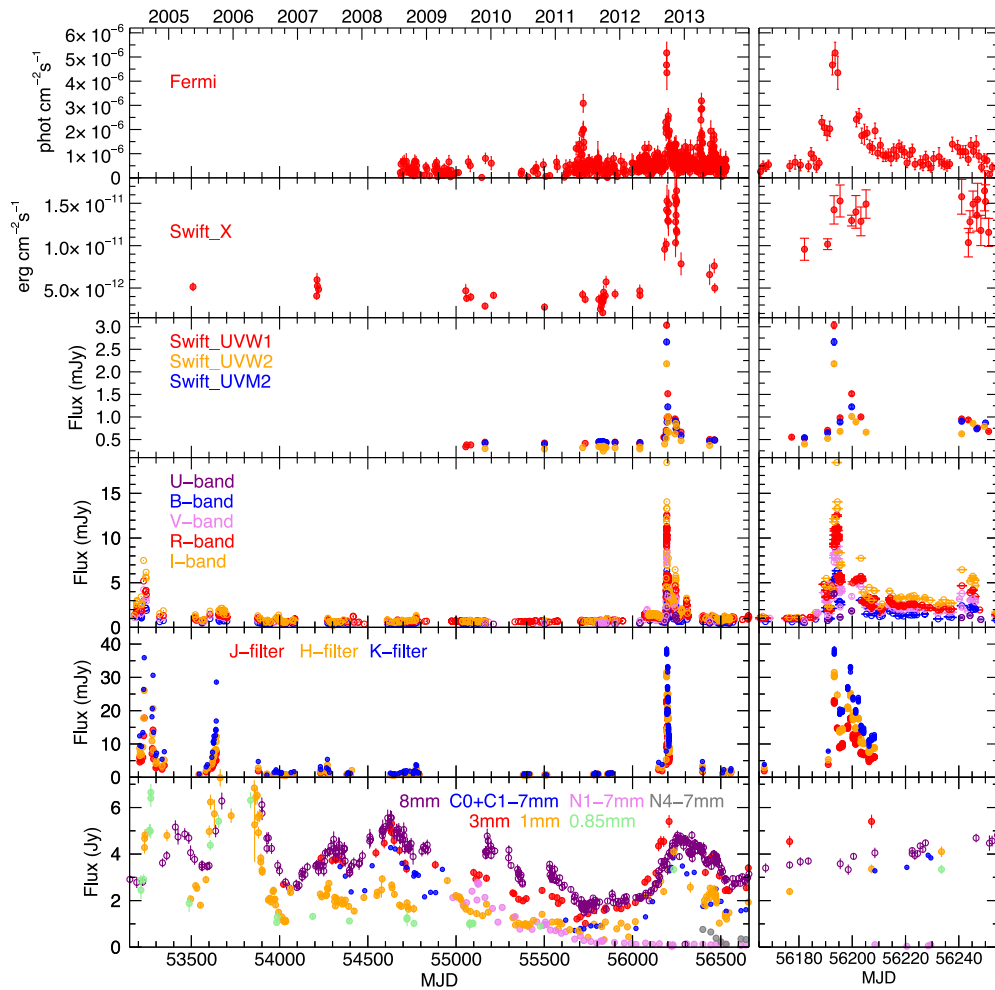 2005 2006 2007 2008 2009 2010 2011 2012 2013
6×10⁻⁶
5×10⁻⁶
4×10⁻⁶
3×10⁻⁶
2×10⁻⁶
1×10⁻⁶
0
phot cm⁻²s⁻¹
Fermi
1.5×10⁻¹¹
1.0×10⁻¹¹
5.0×10⁻¹²
erg cm⁻²s⁻¹
Swift_X
3.0
2.5
2.0
1.5
1.0
0.5
Flux (mJy)
Swift_UVW1
Swift_UVW2
Swift_UVM2
15
10
5
0
Flux (mJy)
U-band
B-band
V-band
R-band
I-band
40
30
20
10
0
Flux (mJy)
J-filter H-filter K-filter
6
4
2
0
Flux (Jy)
8mm C0+C1-7mm N1-7mm N4-7mm
3mm 1mm 0.85mm
53500 54000 54500 55000 55500 56000 56500
MJD
56180 56200 56220 56240
MJD